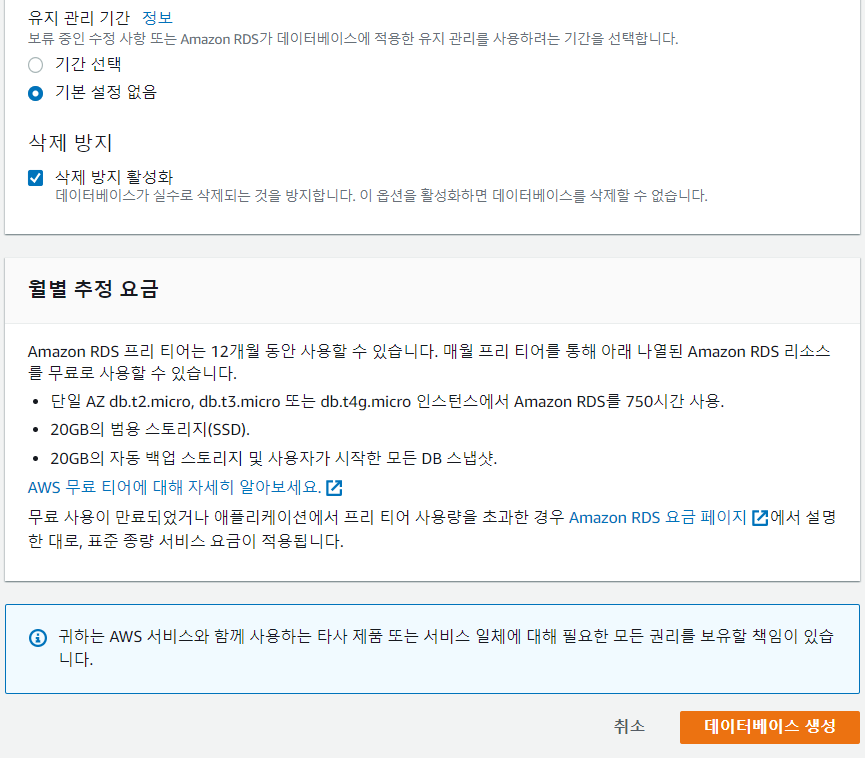 유지 관리 기간 정보
보류 중인 수정 사항 또는 Amazon RDS가 데이터베이스에 적용한 유지 관리를 사용하려는 기간을 선택합니다.
기간 선택
기본 설정 없음
삭제 방지
삭제 방지 활성화
데이터베이스가 실수로 삭제되는 것을 방지합니다. 이 옵션을 활성화하면 데이터베이스를 삭제할 수 없습니다.
월별 추정 요금
Amazon RDS 프리 티어는 12개월 동안 사용할 수 있습니다. 매월 프리 티어를 통해 아래 나열된 Amazon RDS 리소스
를 무료로 사용할 수 있습니다.
• 단일 AZ db.t2.micro, db.t3.micro 또는 db.t4g.micro 인스턴스에서 Amazon RDS를 750시간 사용.
• 20GB의 범용 스토리지(SSD).
• 20GB의 자동 백업 스토리지 및 사용자가 시작한 모든 DB 스냅샷.
AWS 무료 티어에 대해 자세히 알아보세요.
무료 사용이 만료되었거나 애플리케이션에서 프리 티어 사용량을 초과한 경우 Amazon RDS 요금 페이지에서 설명
한 대로, 표준 종량 서비스 요금이 적용됩니다.
귀하는 AWS 서비스와 함께 사용하는 타사 제품 또는 서비스 일체에 대해 필요한 모든 권리를 보유할 책임이 있습
니다.
취소 데이터베이스 생성